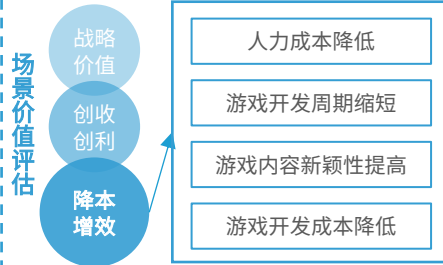 场景价值评估
战略
价值
创收
创利
降本
增效
人力成本降低
游戏开发周期缩短
游戏内容新颖性提高
游戏开发成本降低